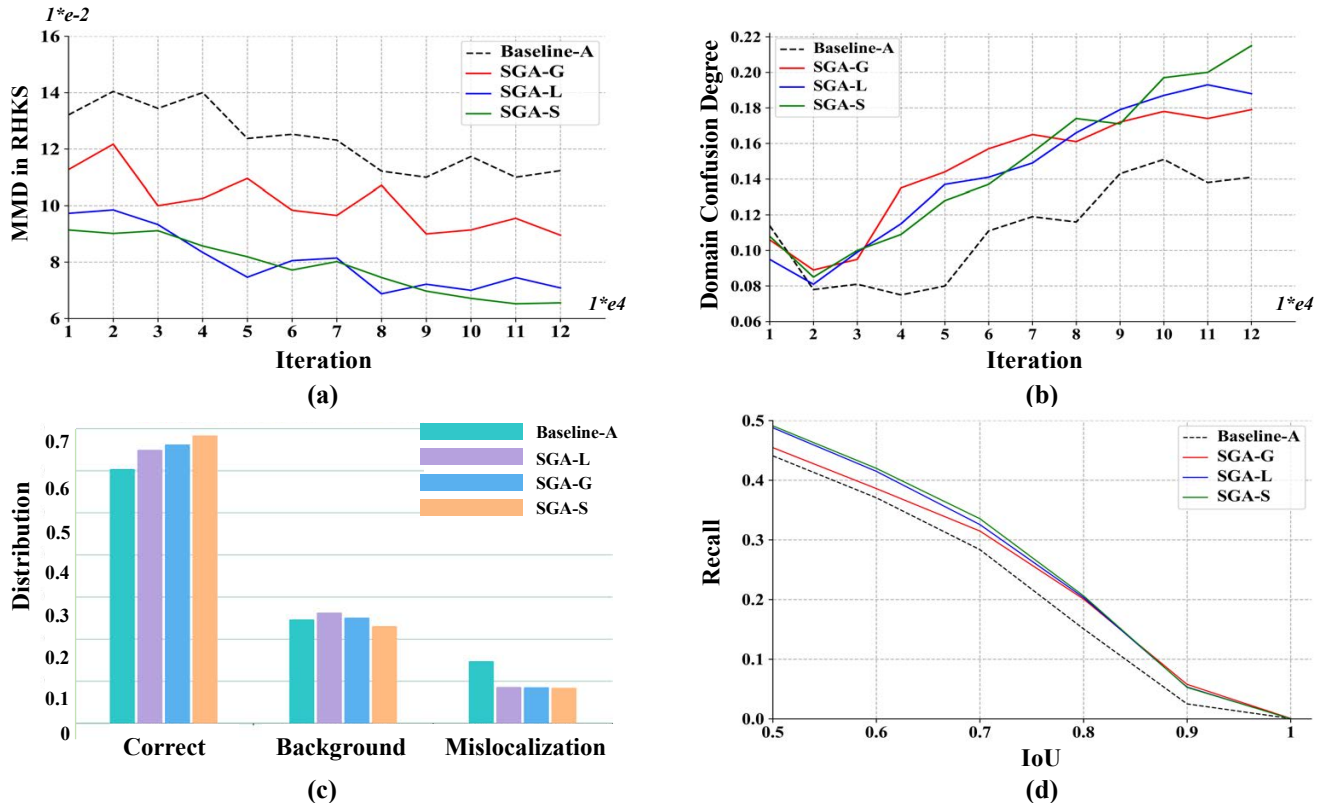 1*e-2
16
14
12
10
8
6
MMD in RHKS
Baseline-A
SGA-G
SGA-L
SGA-S
1 2 3 4 5 6 7 8 9 10 11 12
1*e4
Iteration
(a)
0.22
0.20
0.18
0.16
0.14
0.12
0.10
0.08
0.06
Domain Confusion Degree
Baseline-A
SGA-G
SGA-L
SGA-S
1 2 3 4 5 6 7 8 9 10 11 12
1*e4
Iteration
(b)
0.7
0.6
0.5
0.4
0.3
0.2
0.1
0
Distribution
Baseline-A
SGA-L
SGA-G
SGA-S
Correct Background Mislocalization
(c)
0.5
0.4
0.3
0.2
0.1
0.0
Recall
Baseline-A
SGA-G
SGA-L
SGA-S
0.5 0.6 0.7 0.8 0.9 1
IoU
(d)